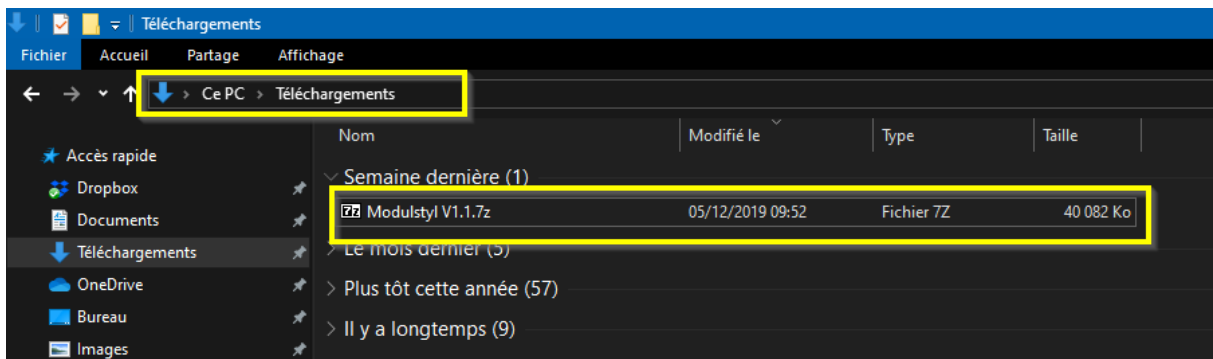 Téléchargements
Fichier Accueil Partage Affichage
Ce PC > Téléchargements
Nom Modifié le Type Taille
Accès rapide
Semaine dernière (1)
Dropbox
7z Modulstyl V1.1.7z 05/12/2019 09:52 Fichier 7Z 40 082 Ko
Documents
Téléchargements
Le mois dernier (5)
OneDrive
Plus tôt cette année (57)
Bureau
Il y a longtemps (9)
Images